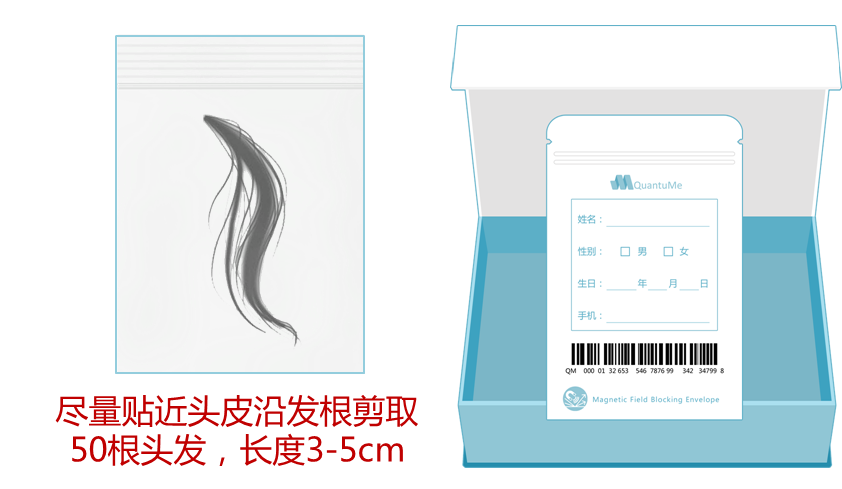 尽量贴近头皮沿发根剪取
50根头发，长度3-5cm
QuantuMe
姓名：
性别： 男 女
生日： 年 月 日
手机：
QM 000 01 32 653 546 7876 99 342 34799 8
Magnetic Field Blocking Envelope